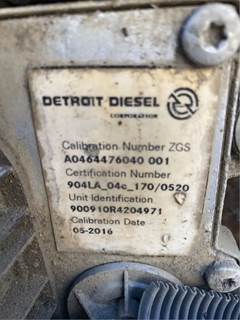 DETROIT DIESEL
CORPORATION
Calibration Number ZGS
A0464476040 001
Certification Number
904LA_04c_170/0520
Unit Identification
900910R4204971
Calibration Date
05-2016